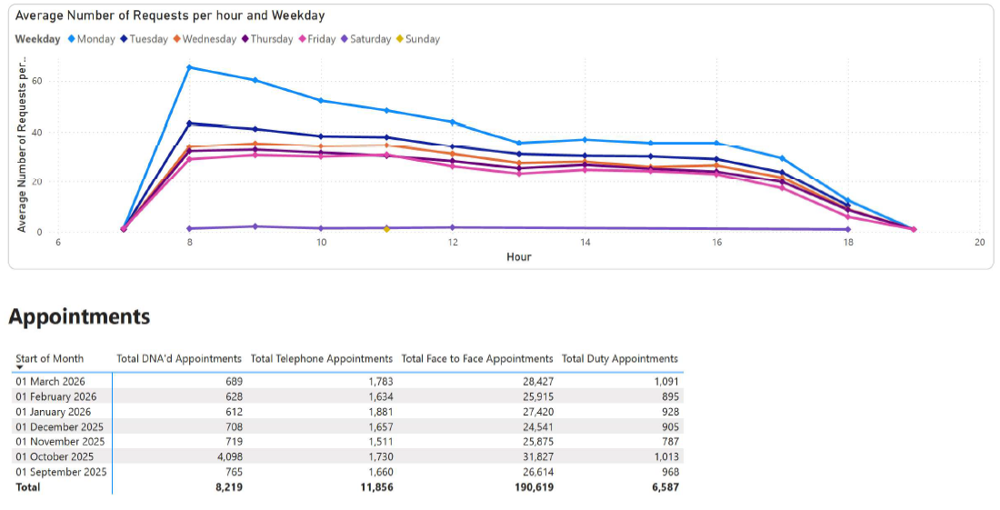 Average Number of Requests per hour and Weekday
Weekday Monday Tuesday Wednesday Thursday Friday Saturday Sunday
Average Number of Requests per...
60
40
20
0
6 8 10 12 14 16 18 20
Hour
Appointments
Start of Month Total DNA'd Appointments Total Telephone Appointments Total Face to Face Appointments Total Duty Appointments
01 March 2026 689 1,783 28,427 1,091
01 February 2026 628 1,634 25,915 895
01 January 2026 612 1,881 27,420 928
01 December 2025 708 1,657 24,541 905
01 November 2025 719 1,511 25,875 787
01 October 2025 4,098 1,730 31,827 1,013
01 September 2025 765 1,660 26,614 968
Total 8,219 11,856 190,619 6,587